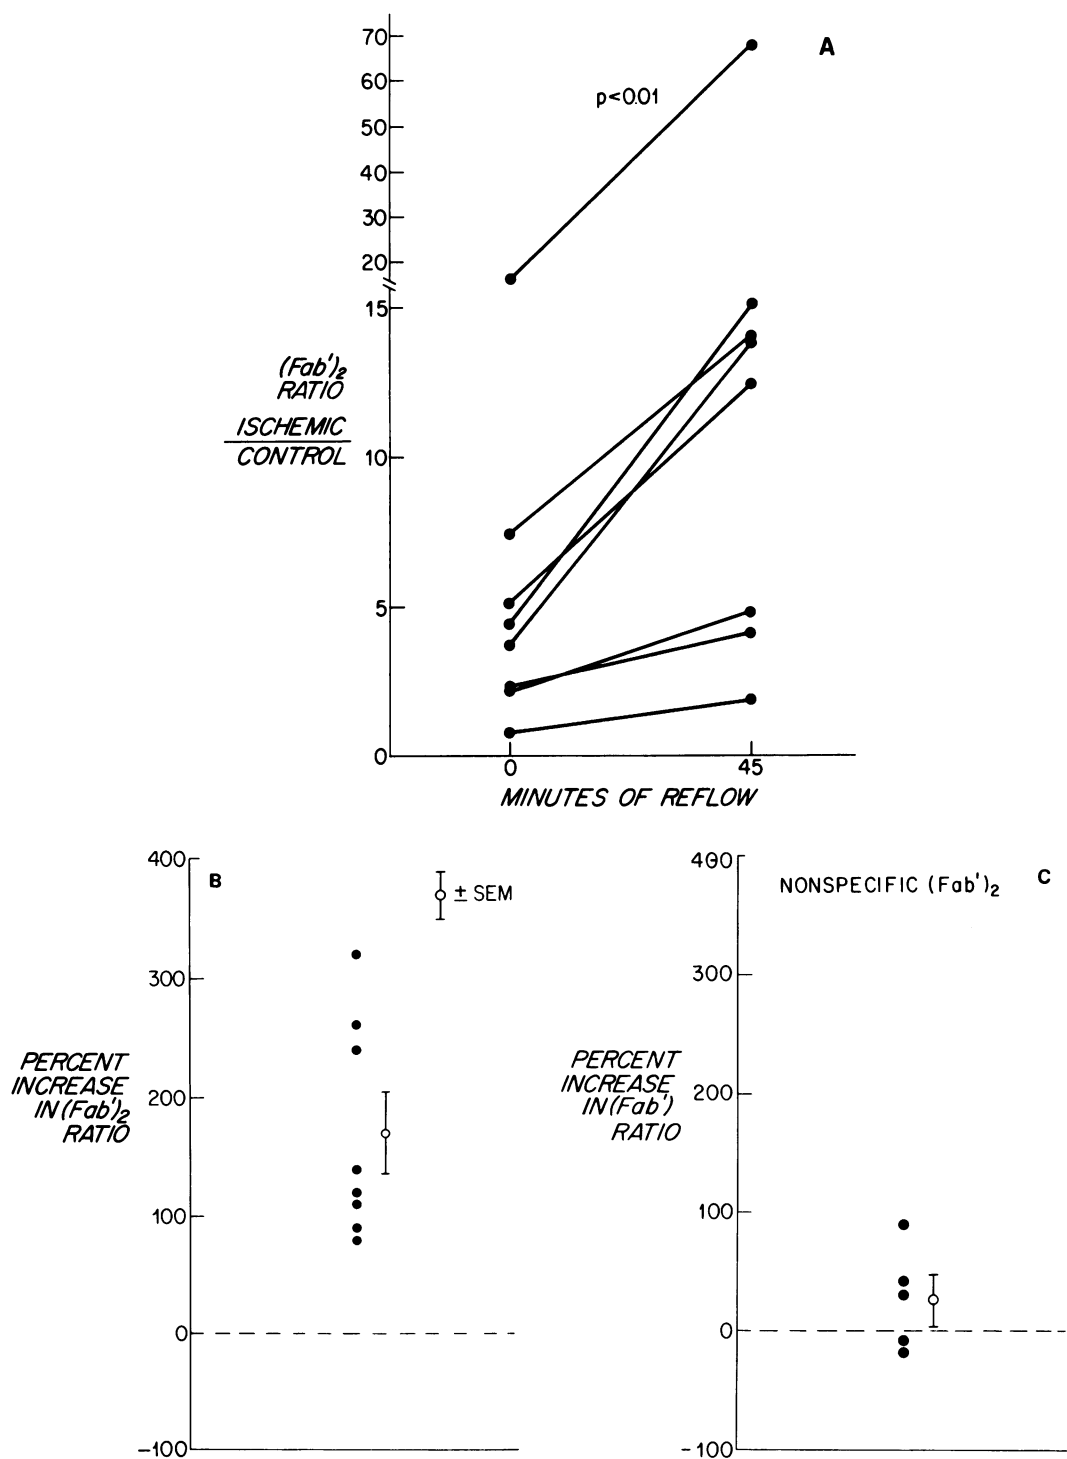 70
A
60
p<0.01
50
40
30
20
15
(Fab')₂
RATIO
ISCHEMIC
CONTROL
10
5
0
0
45
MINUTES OF REFLOW
400
B
± SEM
300
PERCENT
INCREASE
IN (Fab')₂
RATIO
200
100
0
-100
400
NONSPECIFIC (Fab')₂
C
300
PERCENT
INCREASE
IN (Fab')
RATIO
200
100
0
-100